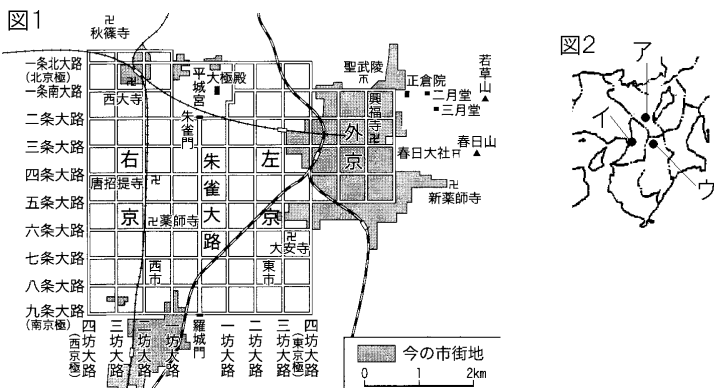 図1
卍
秋篠寺
一条北大路
(北京極)
一条南大路
二条大路
三条大路
四条大路
五条大路
六条大路
七条大路
八条大路
九条大路
(南京極)
卍
西大寺
平城宮
大極殿
朱雀門
聖武陵
正倉院
二月堂
三月堂
若草山
興福寺
卍
外京
春日大社
春日山
卍
新薬師寺
右京
朱雀大路
左京
唐招提寺
卍
卍薬師寺
卍
大安寺
西市
東市
四坊大路
(西京極)
三坊大路
二坊大路
一坊大路
羅城門
一坊大路
二坊大路
三坊大路
四坊大路
(東京極)
今の市街地
0 1 2km
図2
ア
イ
ウ